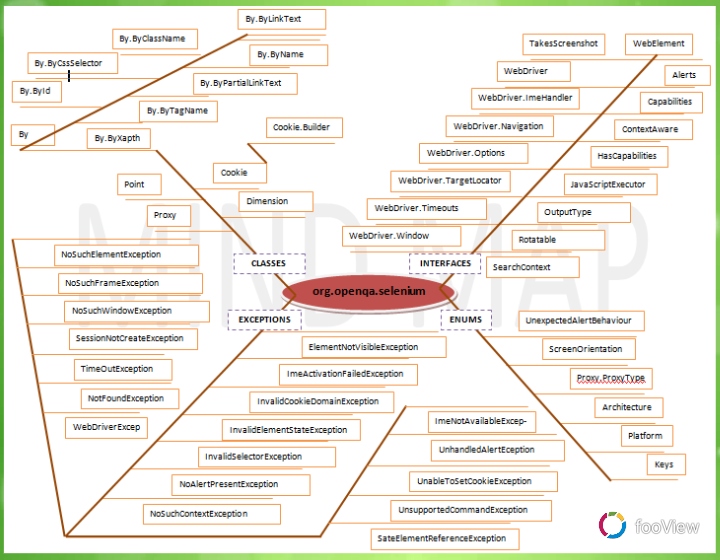 By.ByLinkText
By.ByClassName
By.ByName
By.ByCssSelector
By.ByPartialLinkText
By.ById
By.ByTagName
By
By.ByXapth
Cookie.Builder
Cookie
Point
Dimension
Proxy
CLASSES
TakesScreenshot
WebElement
WebDriver
Alerts
WebDriver.ImeHandler
Capabilities
WebDriver.Navigation
ContextAware
WebDriver.Options
HasCapabilities
WebDriver.TargetLocator
JavaScriptExecutor
WebDriver.Timeouts
OutputType
WebDriver.Window
Rotatable
INTERFACES
SearchContext
MIND MAP
org.openqa.selenium
EXCEPTIONS
ENUMS
NoSuchElementException
NoSuchFrameException
NoSuchWindowException
SessionNotCreateException
TimeOutException
NotFoundException
WebDriverExcep
ElementNotVisibleException
ImeActivationFailedException
InvalidCookieDomainException
InvalidElementStateException
InvalidSelectorException
NoAlertPresentException
NoSuchContextException
ImeNotAvailableExcep-
UnhandledAlertEception
UnableToSetCookieException
UnsupportedCommandException
SateElementReferenceException
UnexpectedAlertBehaviour
ScreenOrientation
Proxy.ProxyType
Architecture
Platform
Keys
fooView